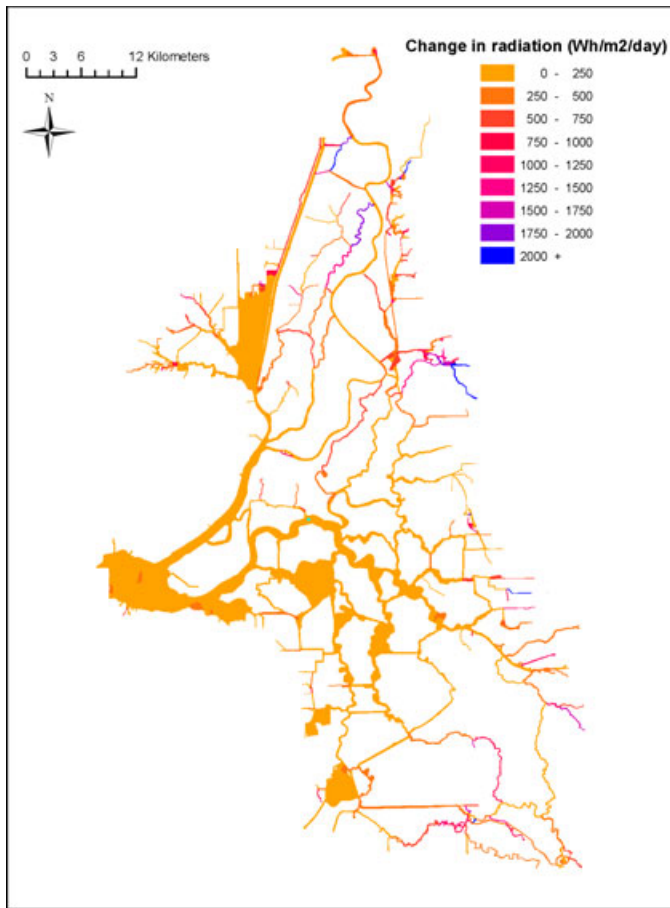 0 3 6 12 Kilometers
N
Change in radiation (Wh/m2/day)
0 - 250
250 - 500
500 - 750
750 - 1000
1000 - 1250
1250 - 1500
1500 - 1750
1750 - 2000
2000 +